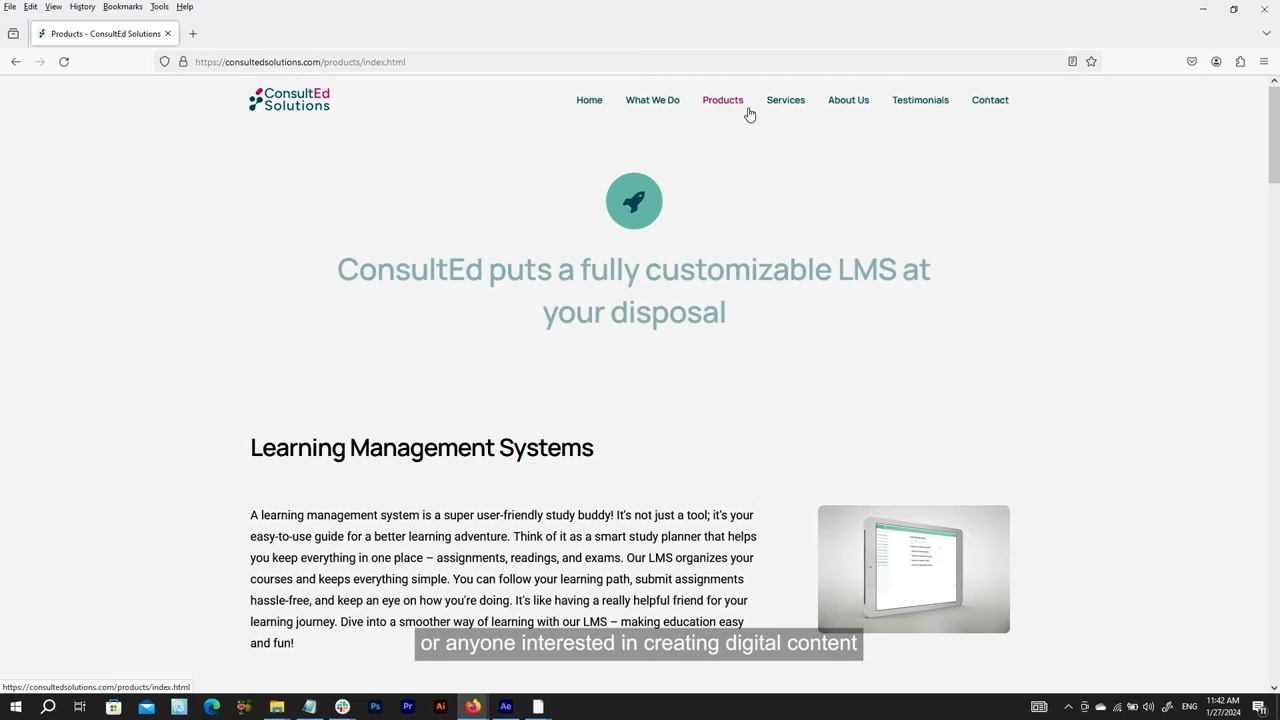 File Edit View History Bookmarks Tools Help
Products - ConsultEd Solutions
https://consultedsolutions.com/products/index.html
ConsultEd
Solutions
Home What We Do Products Services About Us Testimonials Contact
ConsultEd puts a fully customizable LMS at
your disposal
Learning Management Systems
A learning management system is a super user-friendly study buddy! It's not just a tool; it's your
easy-to-use guide for a better learning adventure. Think of it as a smart study planner that helps
you keep everything in one place – assignments, readings, and exams. Our LMS organizes your
courses and keeps everything simple. You can follow your learning path, submit assignments
hassle-free, and keep an eye on how you're doing. It's like having a really helpful friend for your
learning journey. Dive into a smoother way of learning with our LMS – making education easy
and fun!
or anyone interested in creating digital content
https://consultedsolutions.com/products/index.html
Ps Pr Ai Ae
ENG
11:42 AM
1/27/2024